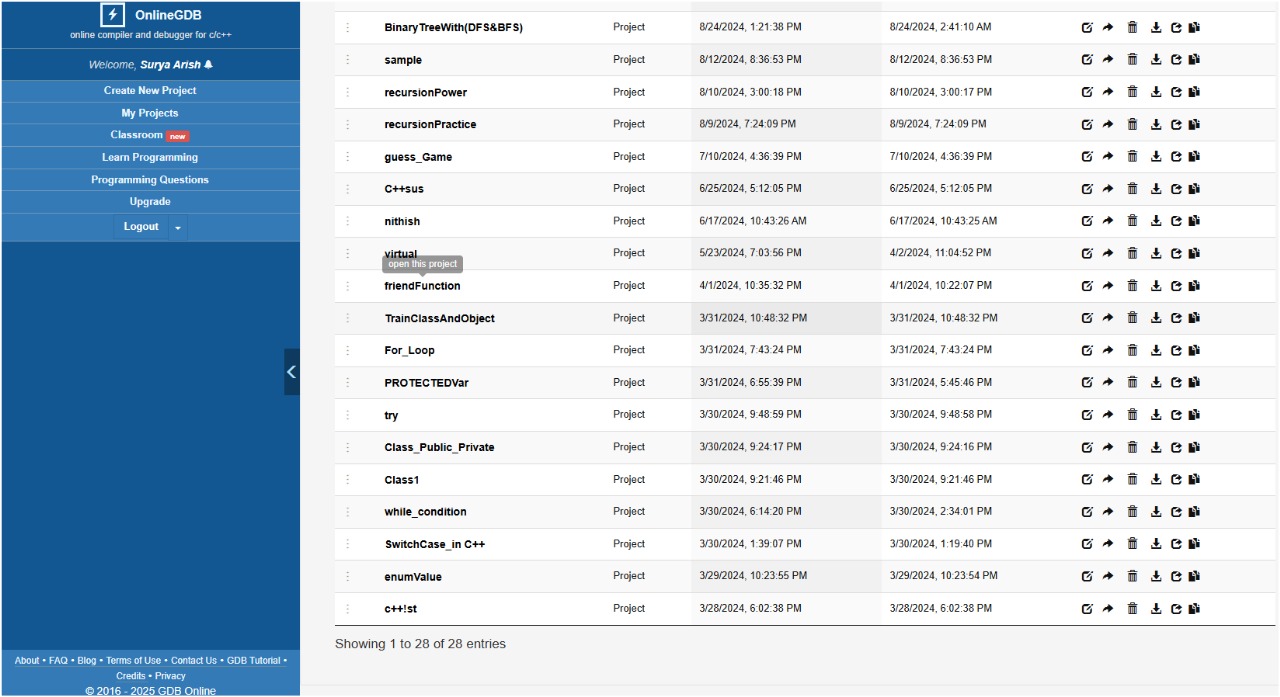 OnlineGDB
online compiler and debugger for c/c++
Welcome, Surya Arish
Create New Project
My Projects
Classroom new
Learn Programming
Programming Questions
Upgrade
Logout
BinaryTreeWith(DFS&BFS) Project 8/24/2024, 1:21:38 PM 8/24/2024, 2:41:10 AM
sample Project 8/12/2024, 8:36:53 PM 8/12/2024, 8:36:53 PM
recursionPower Project 8/10/2024, 3:00:18 PM 8/10/2024, 3:00:17 PM
recursionPractice Project 8/9/2024, 7:24:09 PM 8/9/2024, 7:24:09 PM
guess_Game Project 7/10/2024, 4:36:39 PM 7/10/2024, 4:36:39 PM
C++sus Project 6/25/2024, 5:12:05 PM 6/25/2024, 5:12:05 PM
nithish Project 6/17/2024, 10:43:26 AM 6/17/2024, 10:43:25 AM
virtual Project 5/23/2024, 7:03:56 PM 4/2/2024, 11:04:52 PM
open this project
friendFunction Project 4/1/2024, 10:35:32 PM 4/1/2024, 10:22:07 PM
TrainClassAndObject Project 3/31/2024, 10:48:32 PM 3/31/2024, 10:48:32 PM
For_Loop Project 3/31/2024, 7:43:24 PM 3/31/2024, 7:43:24 PM
PROTECTEDVar Project 3/31/2024, 6:55:39 PM 3/31/2024, 5:45:46 PM
try Project 3/30/2024, 9:48:59 PM 3/30/2024, 9:48:58 PM
Class_Public_Private Project 3/30/2024, 9:24:17 PM 3/30/2024, 9:24:16 PM
Class1 Project 3/30/2024, 9:21:46 PM 3/30/2024, 9:21:46 PM
while_condition Project 3/30/2024, 6:14:20 PM 3/30/2024, 2:34:01 PM
SwitchCase_in C++ Project 3/30/2024, 1:39:07 PM 3/30/2024, 1:19:40 PM
enumValue Project 3/29/2024, 10:23:55 PM 3/29/2024, 10:23:54 PM
c++!st Project 3/28/2024, 6:02:38 PM 3/28/2024, 6:02:38 PM
Showing 1 to 28 of 28 entries
About • FAQ • Blog • Terms of Use • Contact Us • GDB Tutorial •
Credits • Privacy
© 2016 - 2025 GDB Online